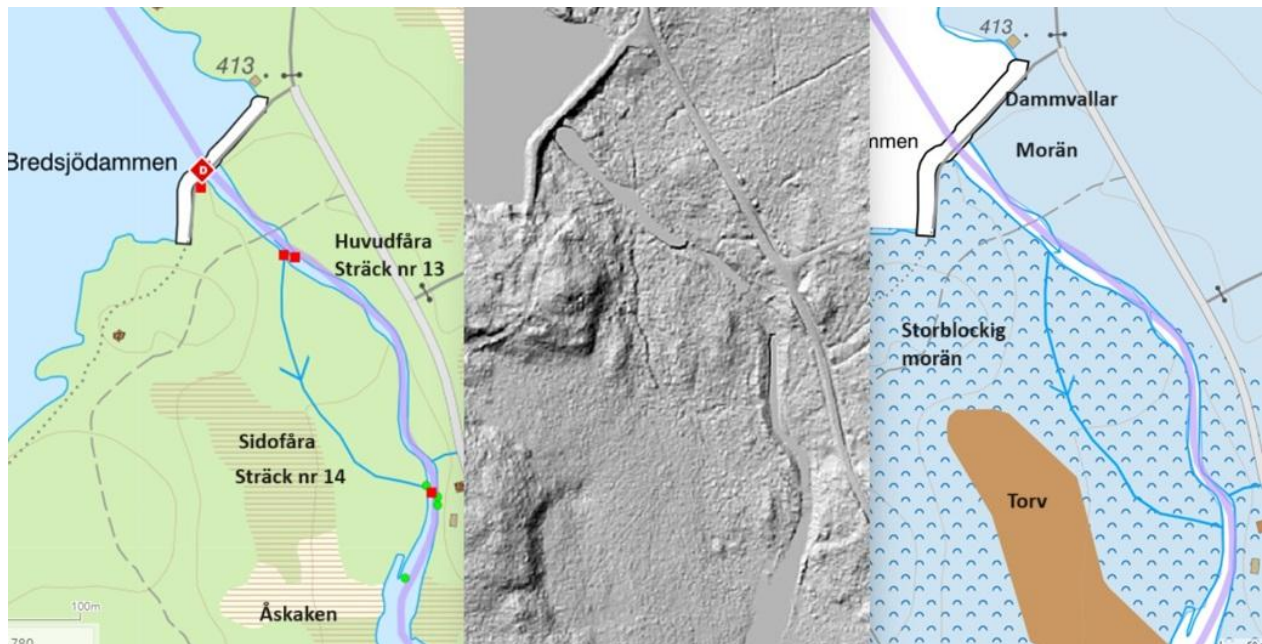 413
Bredsjödammen
D
Huvudfåra
Sträck nr 13
Sidofåra
Sträck nr 14
Åskaken
100m
780
413
Dammvallar
nmen
Morän
Storblockig
morän
Torv